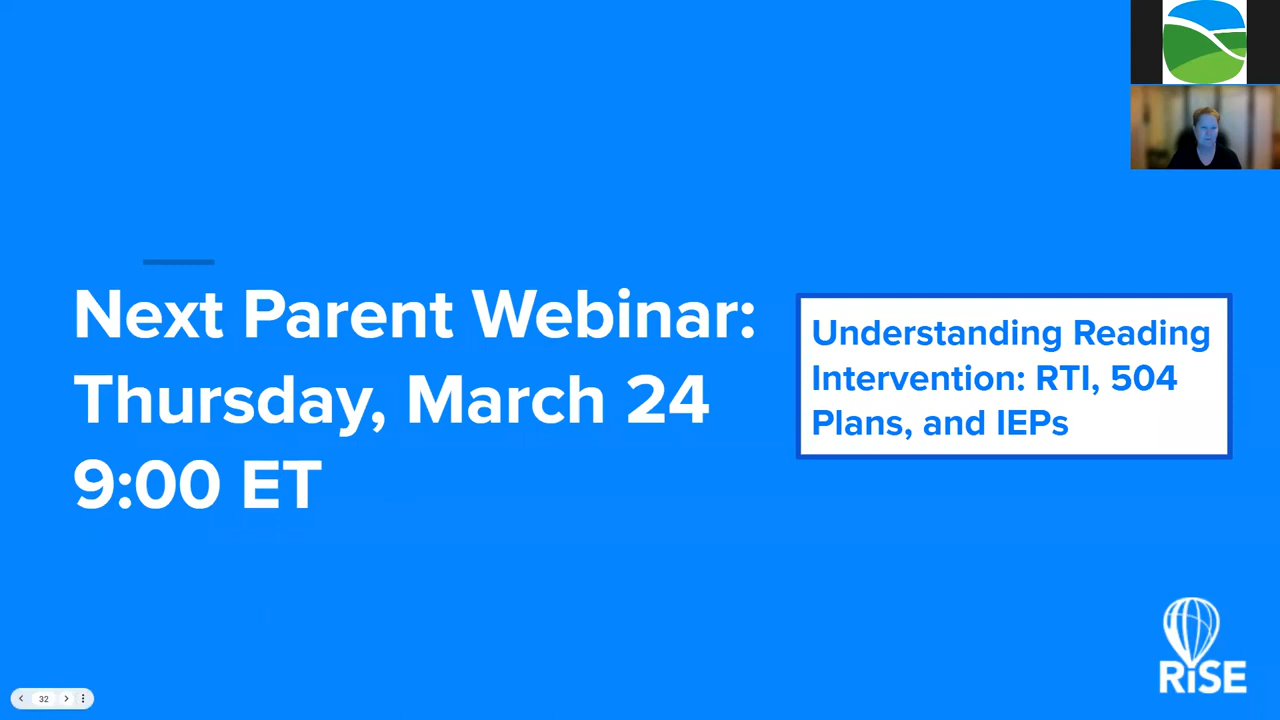 Next Parent Webinar:
Thursday, March 24
9:00 ET
Understanding Reading
Intervention: RTI, 504
Plans, and IEPs
RiSE
32